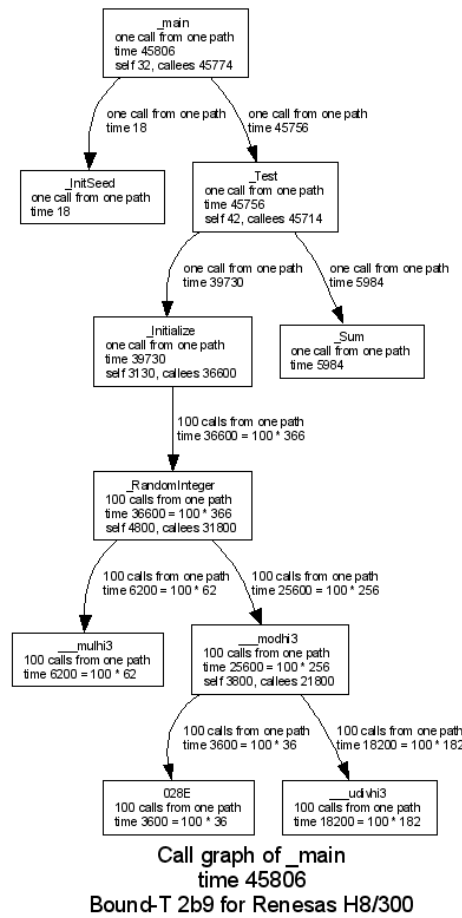 _main
one call from one path
time 45806
self 32, callees 45774
one call from one path
time 18
one call from one path
time 45756
_InitSeed
one call from one path
time 18
_Test
one call from one path
time 45756
self 42, callees 45714
one call from one path
time 39730
one call from one path
time 5984
_Initialize
one call from one path
time 39730
self 3130, callees 36600
_Sum
one call from one path
time 5984
100 calls from one path
time 36600 = 100 * 366
_RandomInteger
100 calls from one path
time 36600 = 100 * 366
self 4800, callees 31800
100 calls from one path
time 6200 = 100 * 62
100 calls from one path
time 25600 = 100 * 256
___mulhi3
100 calls from one path
time 6200 = 100 * 62
___modhi3
100 calls from one path
time 25600 = 100 * 256
self 3800, callees 21800
100 calls from one path
time 3600 = 100 * 36
100 calls from one path
time 18200 = 100 * 182
028E
100 calls from one path
time 3600 = 100 * 36
___udivhi3
100 calls from one path
time 18200 = 100 * 182
Call graph of _main
time 45806
Bound-T 2b9 for Renesas H8/300